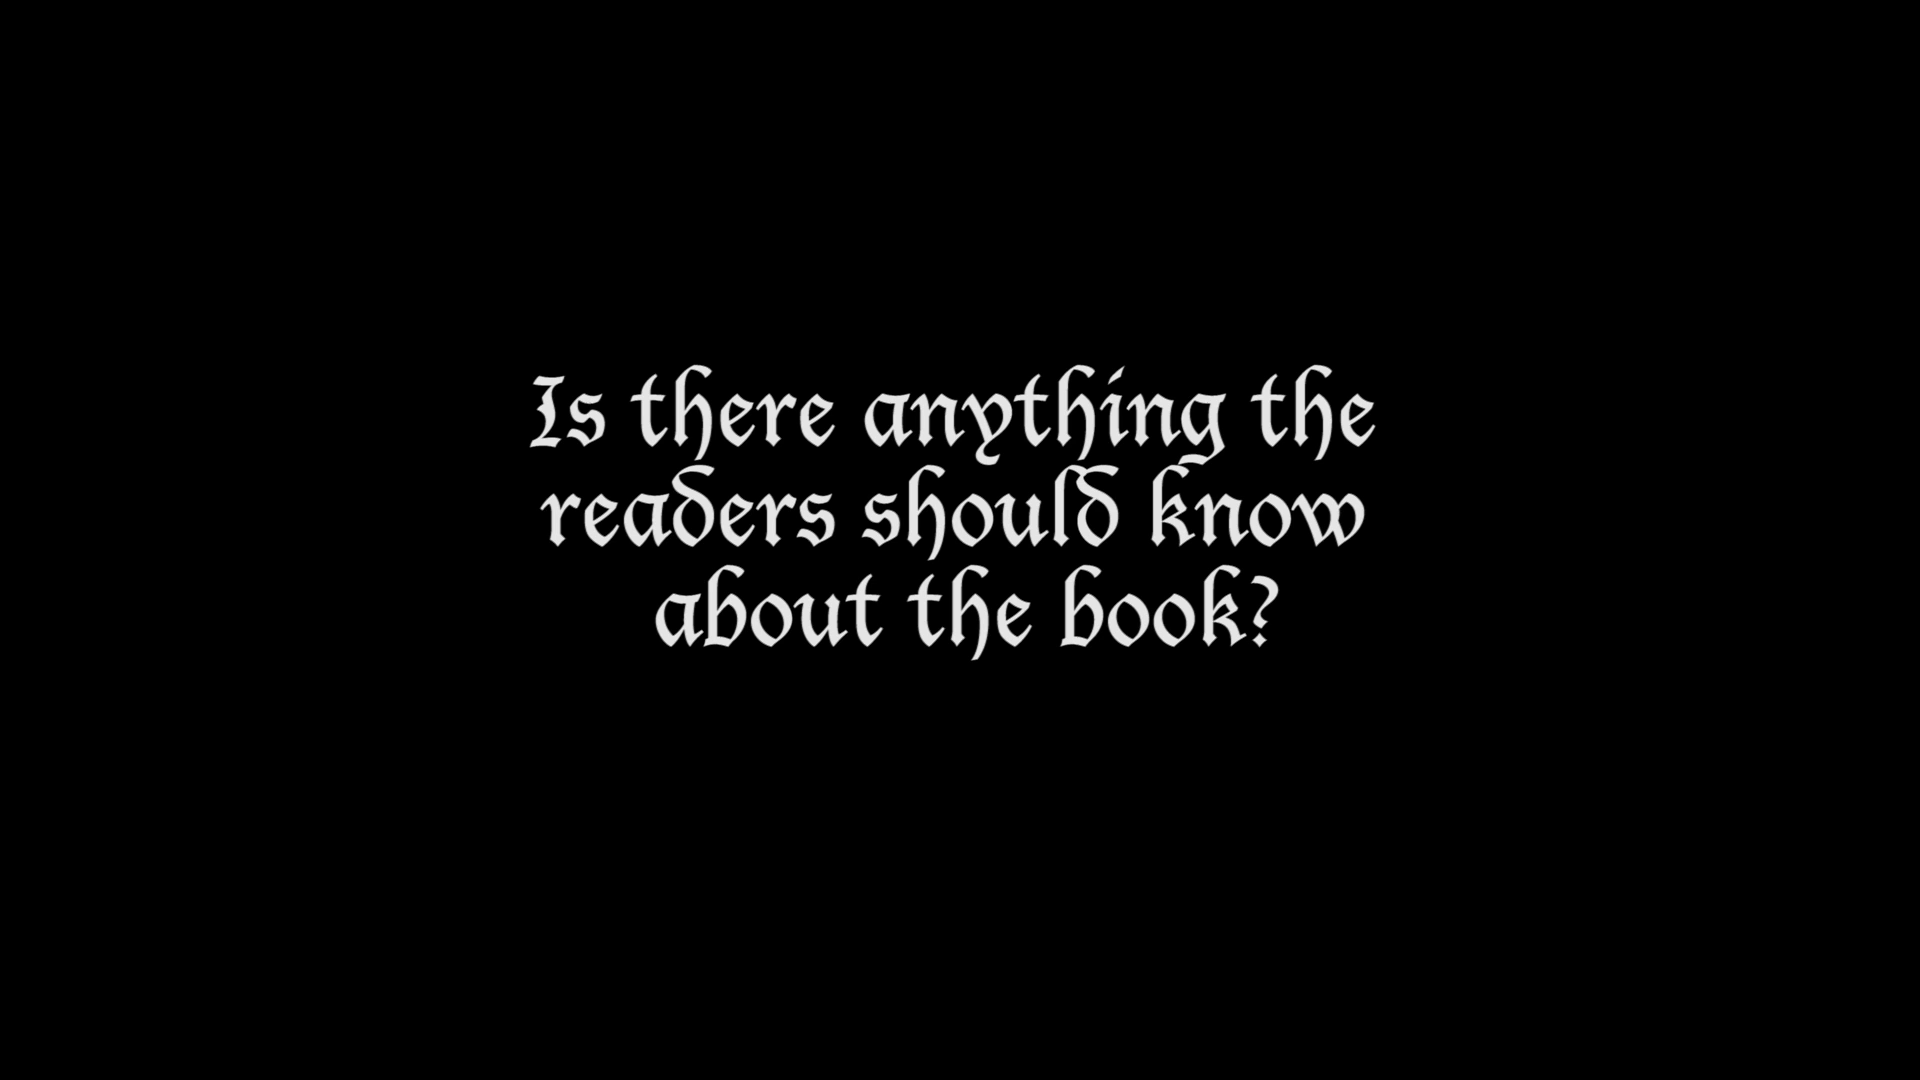 Is there anything the
readers should know
about the book?